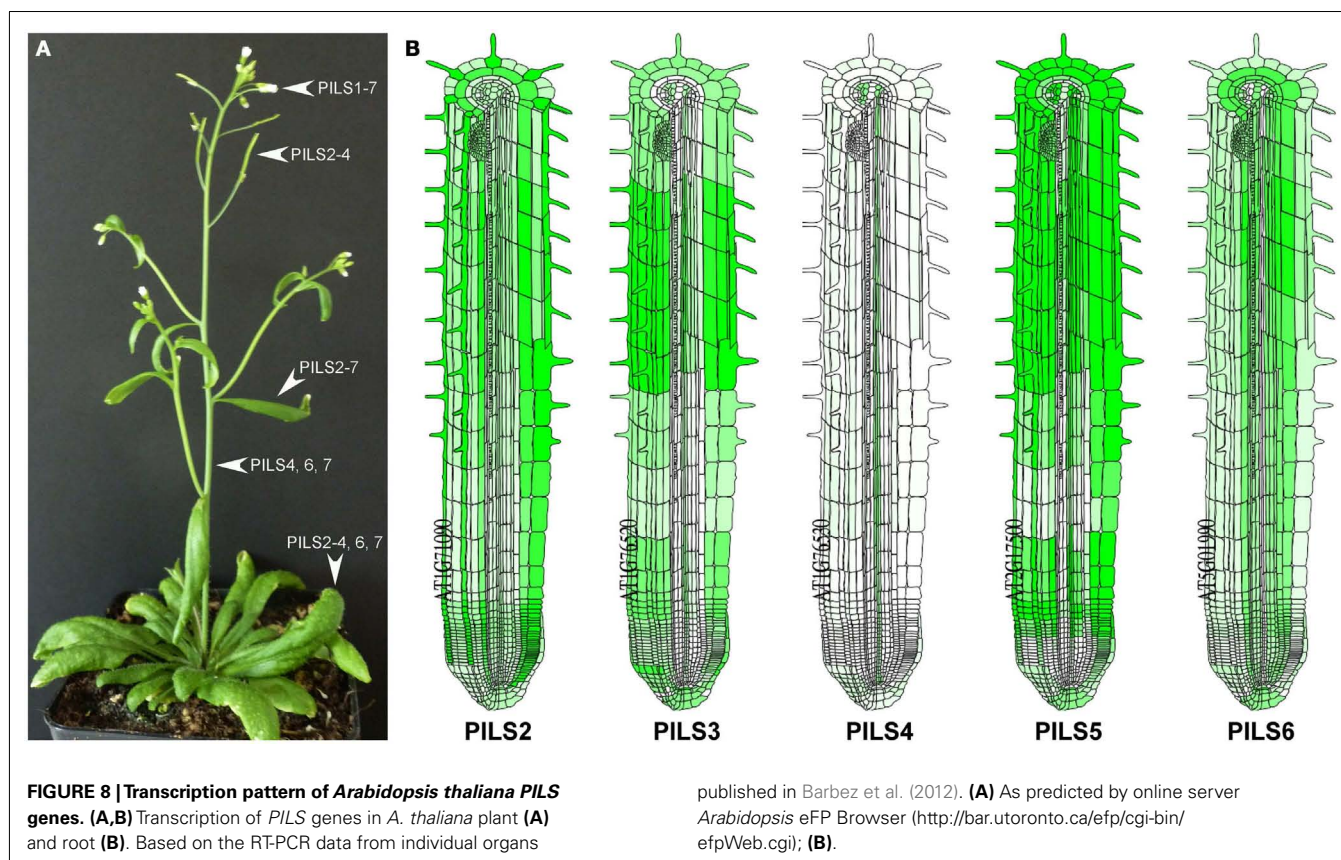 A
PILS1-7
PILS2-4
PILS2-7
PILS4, 6, 7
PILS2-4, 6, 7
B
AT1G71090
AT1G76520
AT1G76520
AT2G17500
AT5G01990
PILS2
PILS3
PILS4
PILS5
PILS6
FIGURE 8 | Transcription pattern of Arabidopsis thaliana PILS
genes. (A,B) Transcription of PILS genes in A. thaliana plant (A)
and root (B). Based on the RT-PCR data from individual organs
published in Barbez et al. (2012). (A) As predicted by online server
Arabidopsis eFP Browser (http://bar.utoronto.ca/efp/cgi-bin/
efpWeb.cgi); (B).